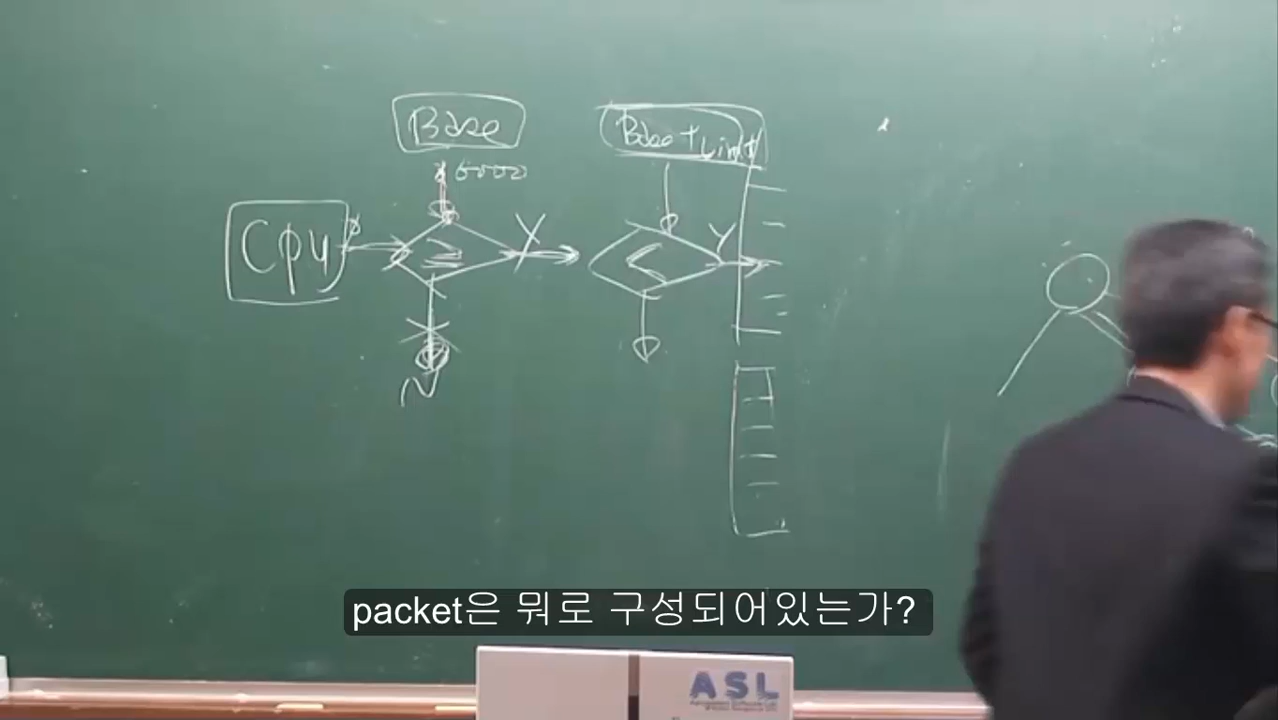 Base
Base + Limit
6000
CPU
≥
Y
<
Y
N
packet은 뭐로 구성되어있는가?
ASL